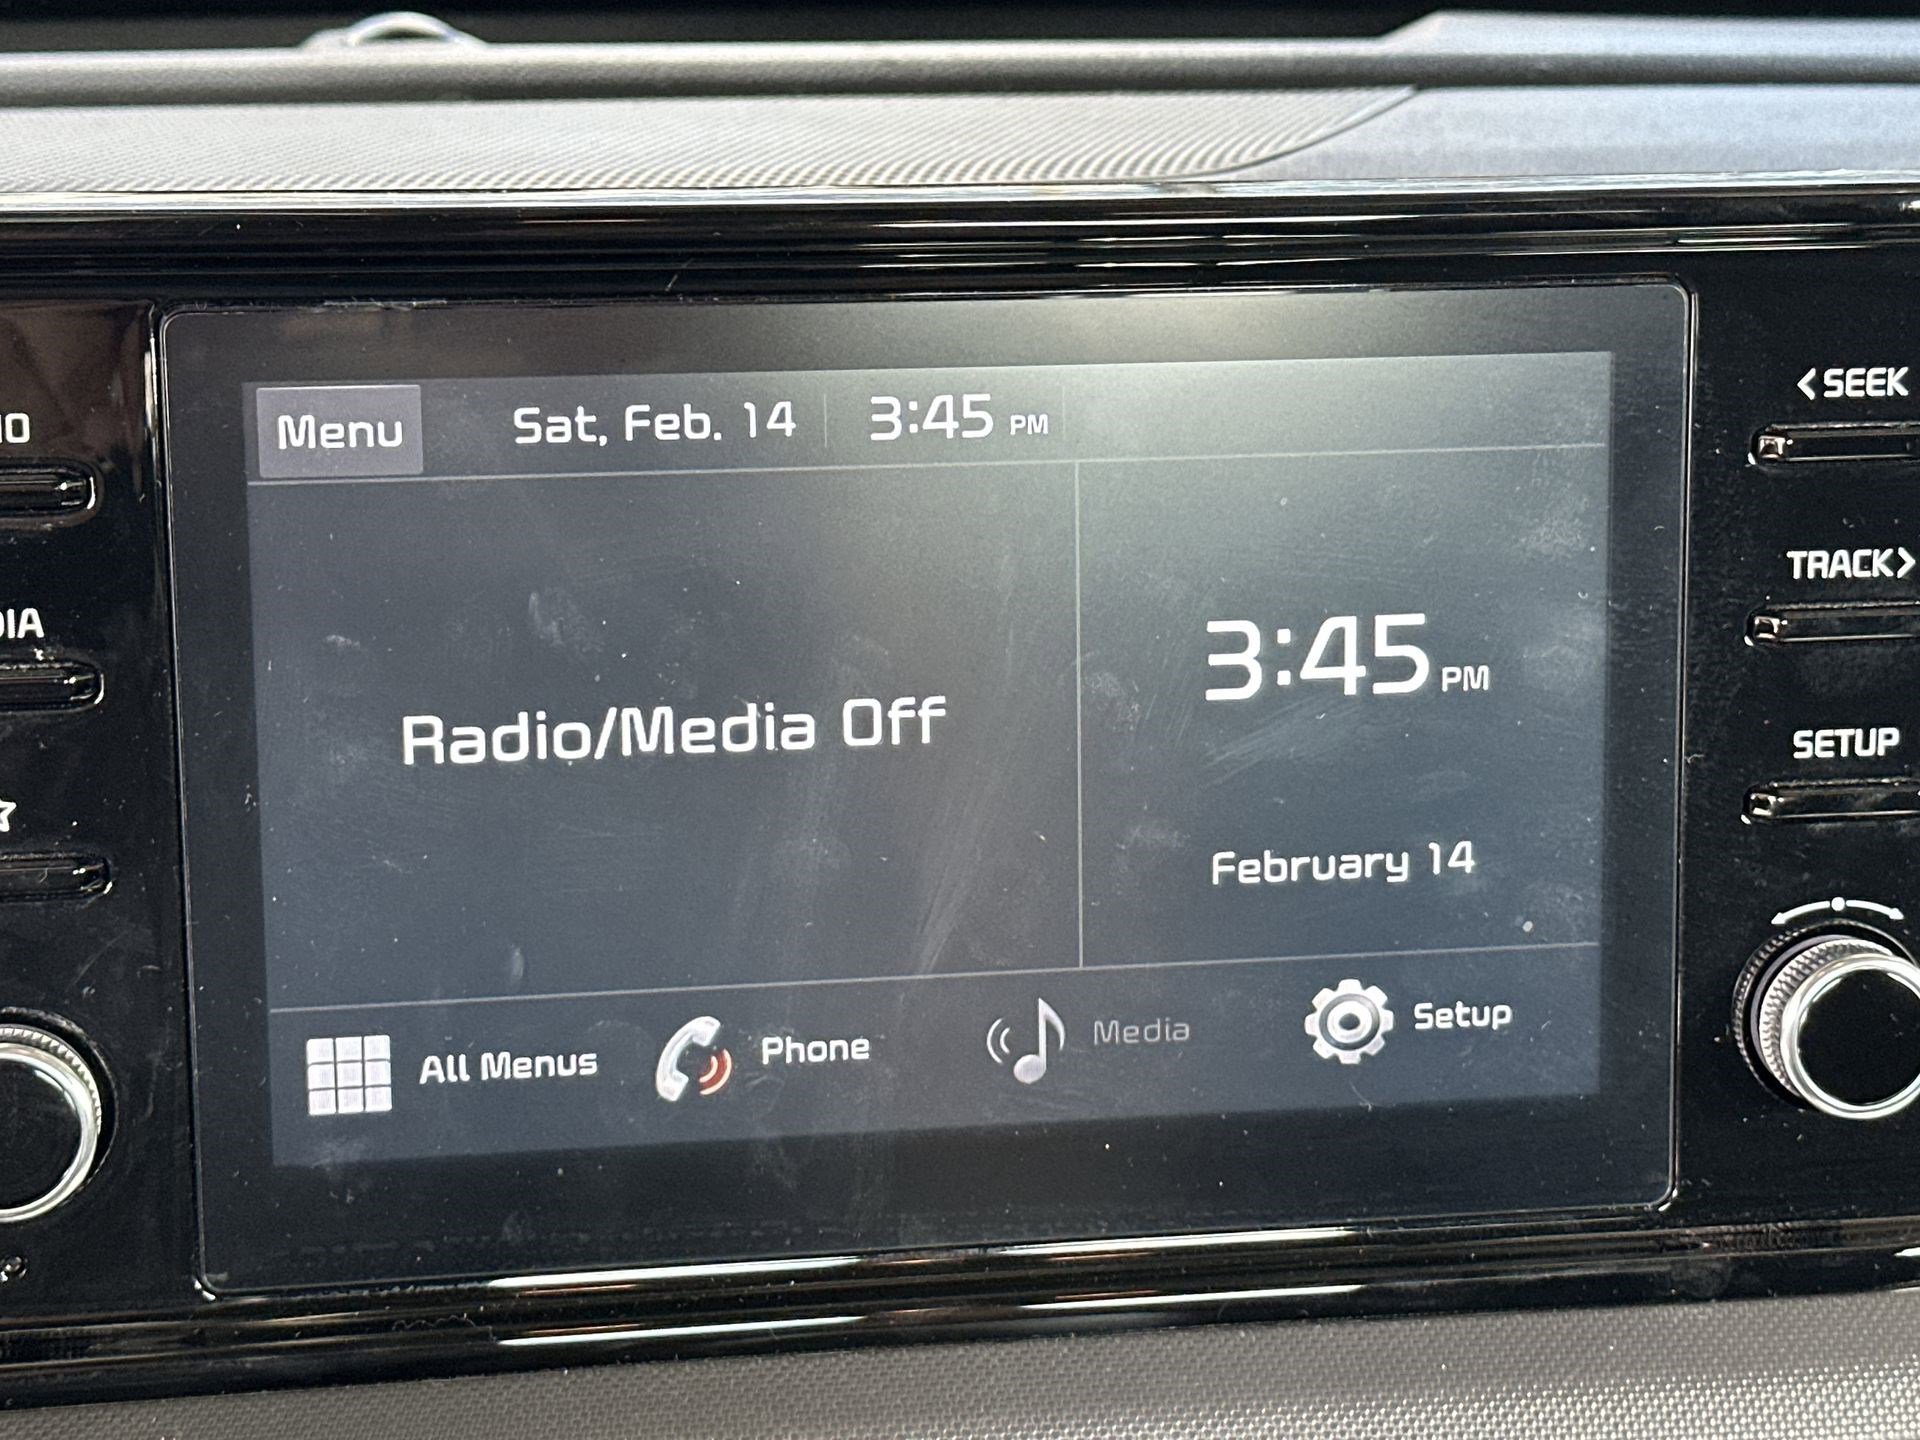 Menu Sat, Feb. 14 3:45 PM
Radio/Media Off
3:45 PM
February 14
All Menus Phone Media Setup
<SEEK
TRACK>
SETUP